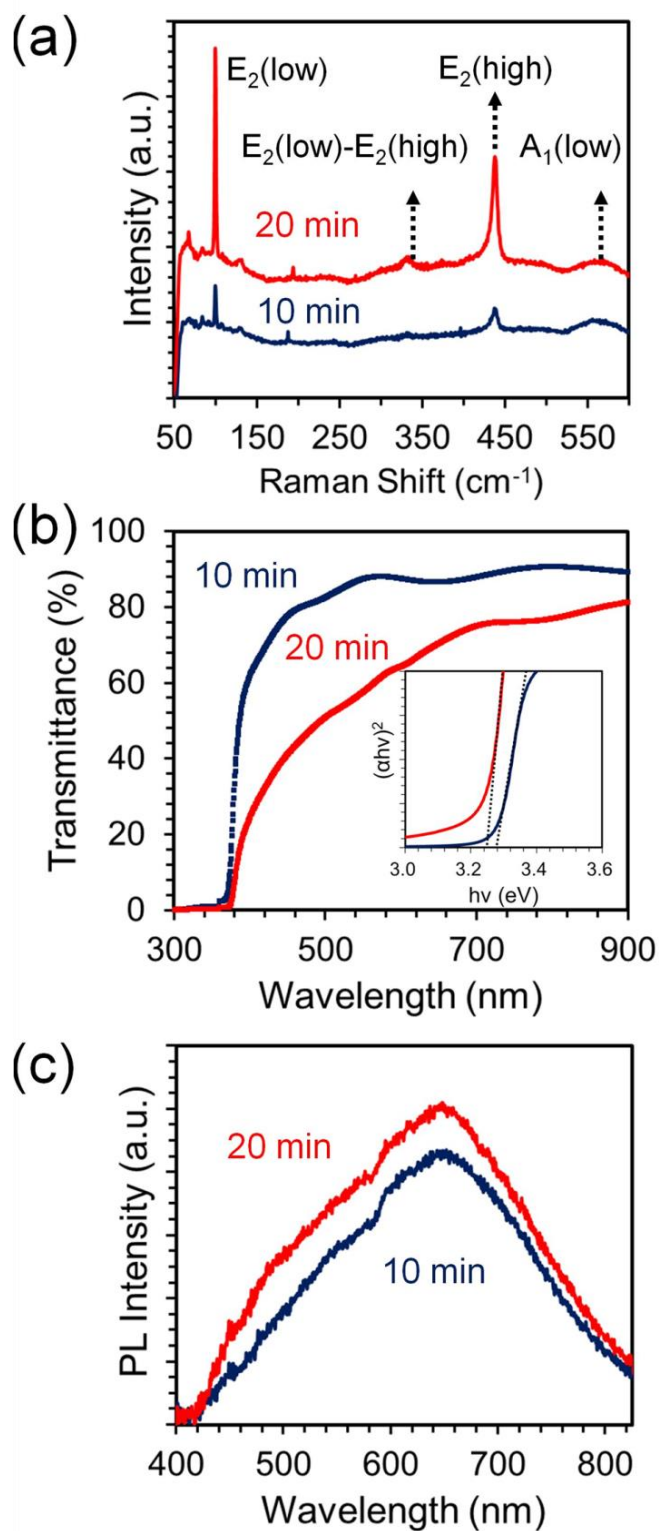 (a)
E₂(low)
E₂(high)
E₂(low)-E₂(high)
A₁(low)
20 min
10 min
Intensity (a.u.)
50 150 250 350 450 550
Raman Shift (cm⁻¹)
(b)
100
80
60
40
20
0
Transmittance (%)
10 min
20 min
(αhν)²
3.0 3.2 3.4 3.6
hν (eV)
300 500 700 900
Wavelength (nm)
(c)
PL Intensity (a.u.)
20 min
10 min
400 500 600 700 800
Wavelength (nm)